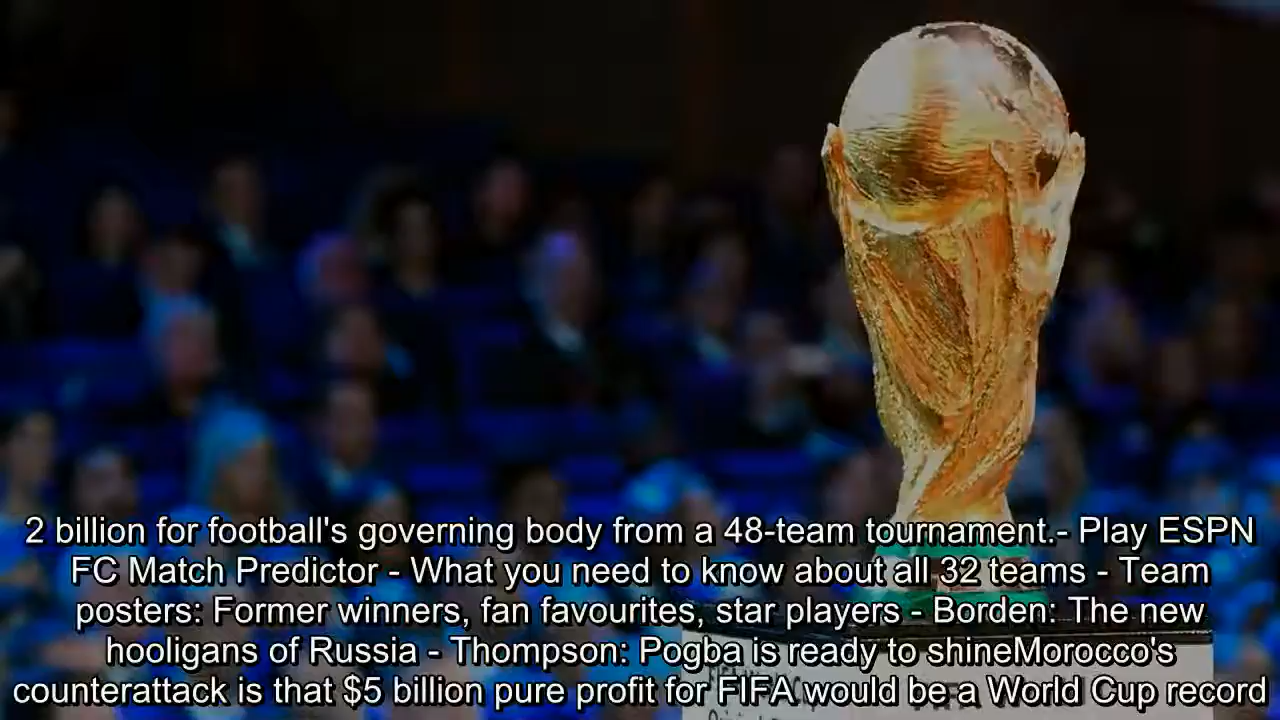 2 billion for football's governing body from a 48-team tournament.- Play ESPN
FC Match Predictor - What you need to know about all 32 teams - Team
posters: Former winners, fan favourites, star players - Borden: The new
hooligans of Russia - Thompson: Pogba is ready to shineMorocco's
counterattack is that $5 billion pure profit for FIFA would be a World Cup record